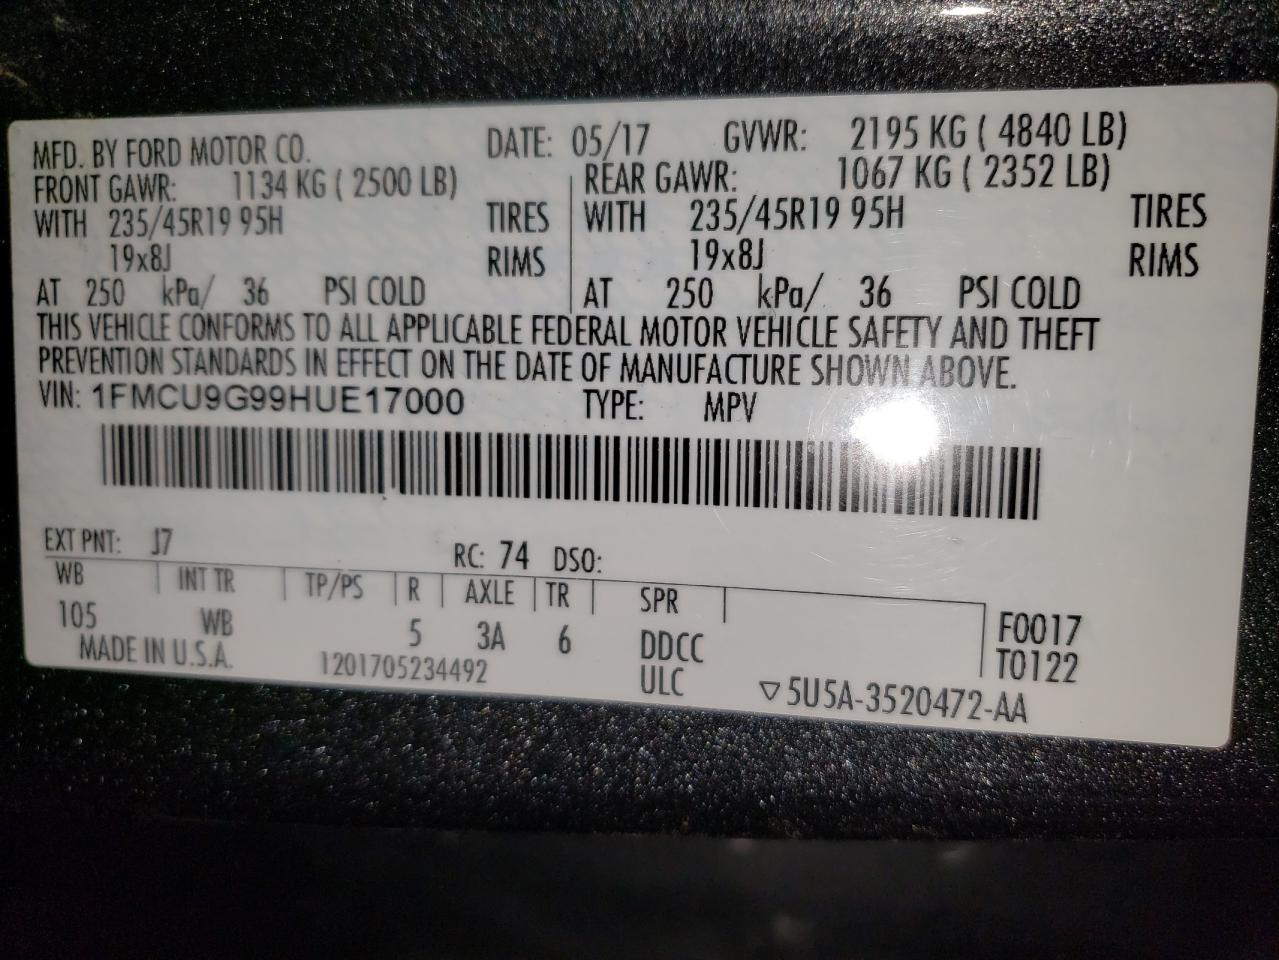 MFD. BY FORD MOTOR CO. DATE: 05/17 GVWR: 2195 KG ( 4840 LB)
FRONT GAWR: 1134 KG ( 2500 LB) REAR GAWR: 1067 KG ( 2352 LB)
WITH 235/45R19 95H TIRES WITH 235/45R19 95H TIRES
19x8J RIMS 19x8J RIMS
AT 250 kPa/ 36 PSI COLD AT 250 kPa/ 36 PSI COLD
THIS VEHICLE CONFORMS TO ALL APPLICABLE FEDERAL MOTOR VEHICLE SAFETY AND THEFT
PREVENTION STANDARDS IN EFFECT ON THE DATE OF MANUFACTURE SHOWN ABOVE.
VIN: 1FMCU9G99HUE17000 TYPE: MPV
EXT PNT: J7 RC: 74 DSO:
WB INT TR TP/PS R AXLE TR SPR
105 WB 5 3A 6 DDCC F0017
MADE IN U.S.A. 1201705234492 ULC T0122
▽5U5A-3520472-AA